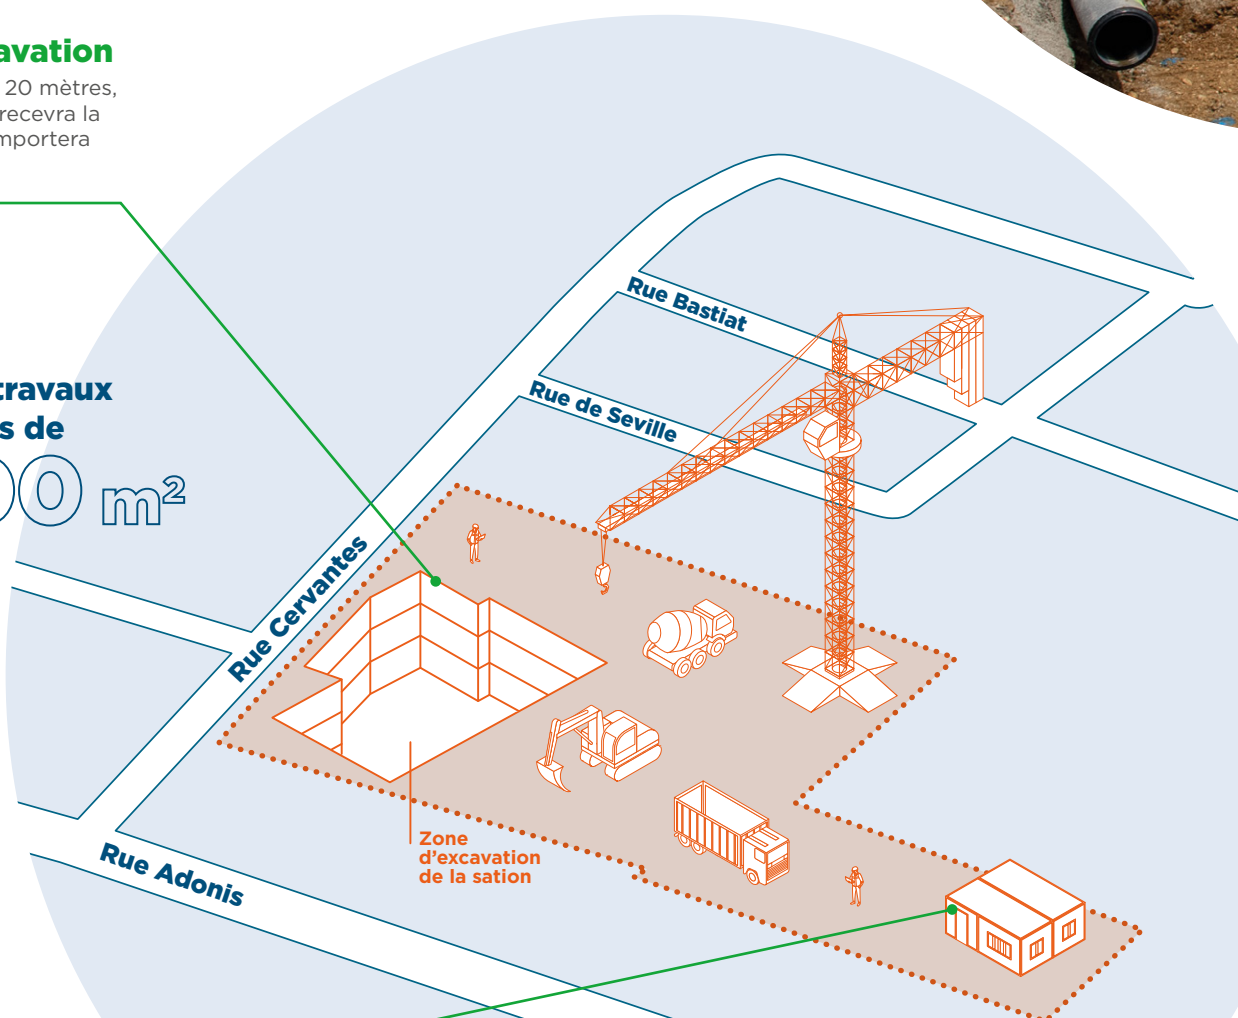 avation
20 mètres,
recevra la
mportera
travaux
s de
00 m²
Rue Bastiat
Rue de Seville
Rue Cervantes
Zone
d'excavation
de la sation
Rue Adonis